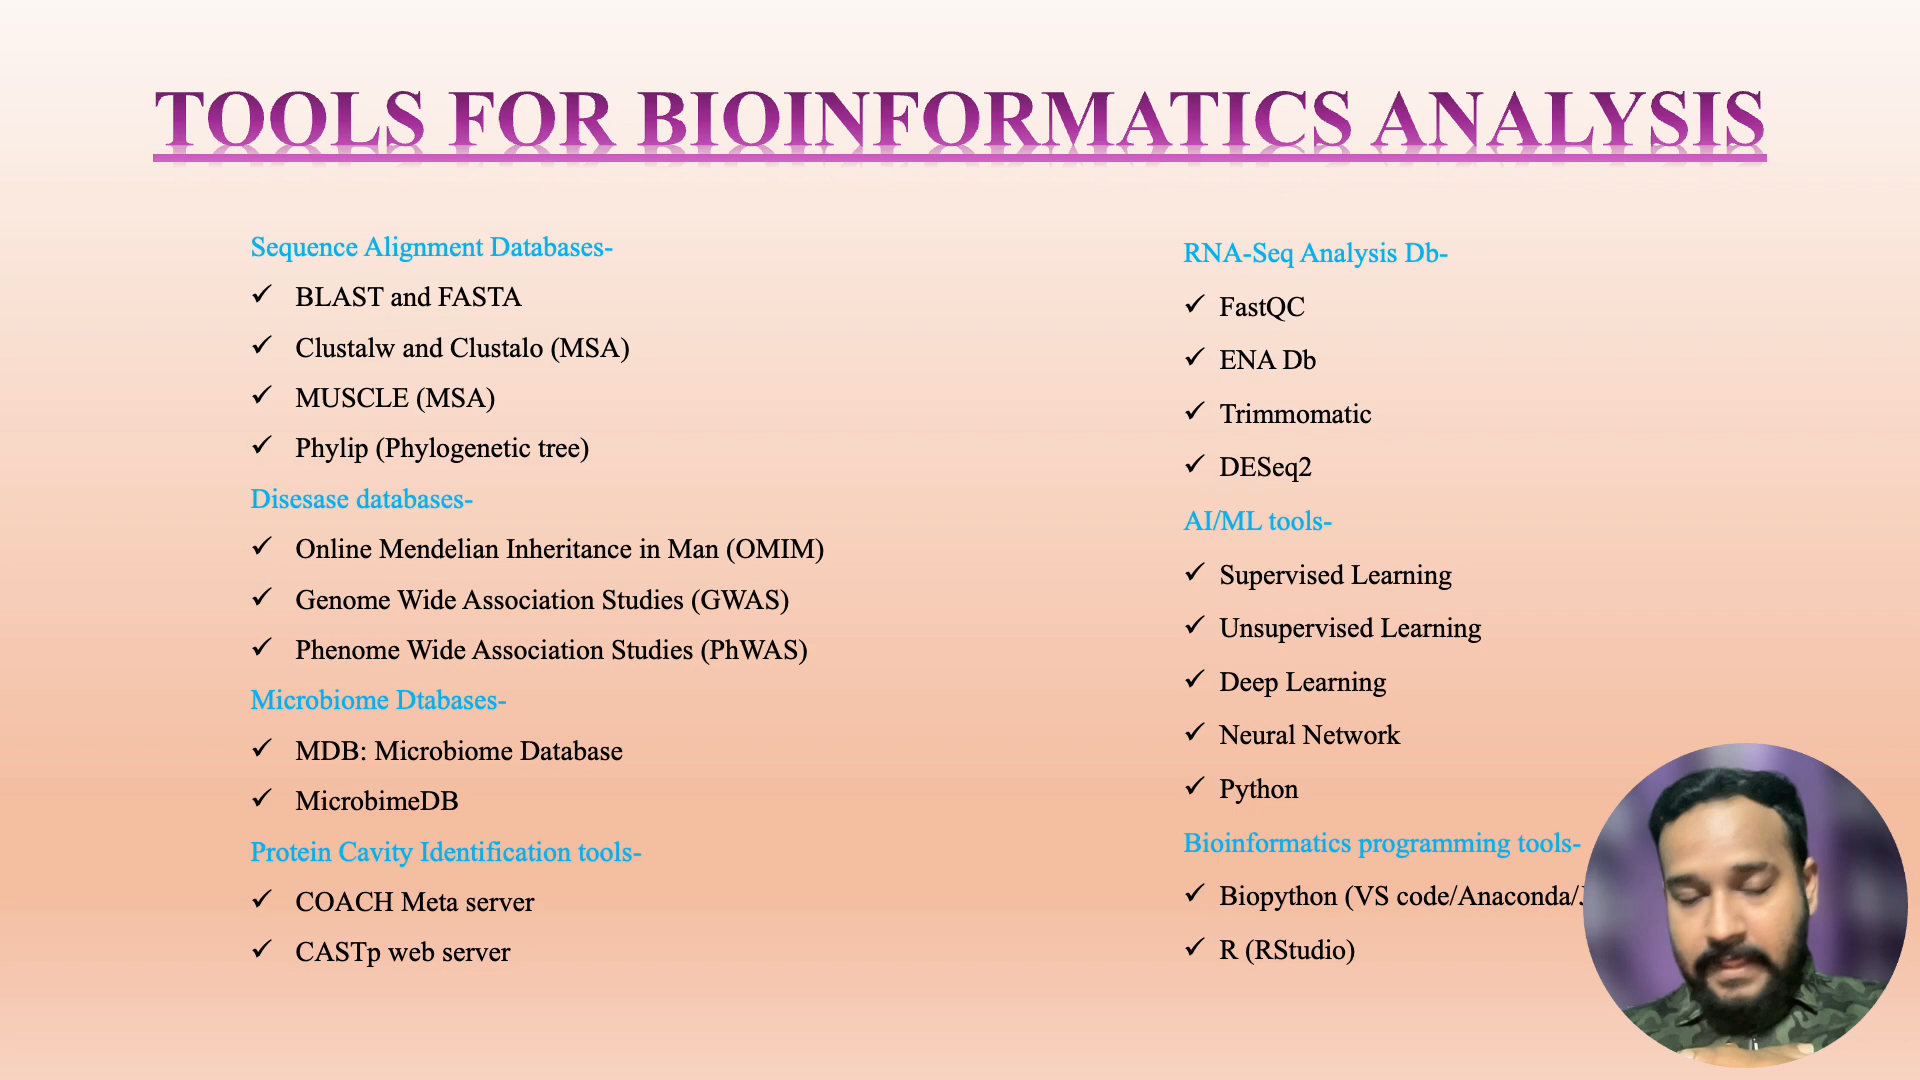 TOOLS FOR BIOINFORMATICS ANALYSIS
Sequence Alignment Databases-
✓ BLAST and FASTA
✓ Clustalw and Clustalo (MSA)
✓ MUSCLE (MSA)
✓ Phylip (Phylogenetic tree)
Disesase databases-
✓ Online Mendelian Inheritance in Man (OMIM)
✓ Genome Wide Association Studies (GWAS)
✓ Phenome Wide Association Studies (PhWAS)
Microbiome Dtabases-
✓ MDB: Microbiome Database
✓ MicrobimeDB
Protein Cavity Identification tools-
✓ COACH Meta server
✓ CASTp web server
RNA-Seq Analysis Db-
✓ FastQC
✓ ENA Db
✓ Trimmomatic
✓ DESeq2
AI/ML tools-
✓ Supervised Learning
✓ Unsupervised Learning
✓ Deep Learning
✓ Neural Network
✓ Python
Bioinformatics programming tools-
✓ Biopython (VS code/Anaconda/
✓ R (RStudio)